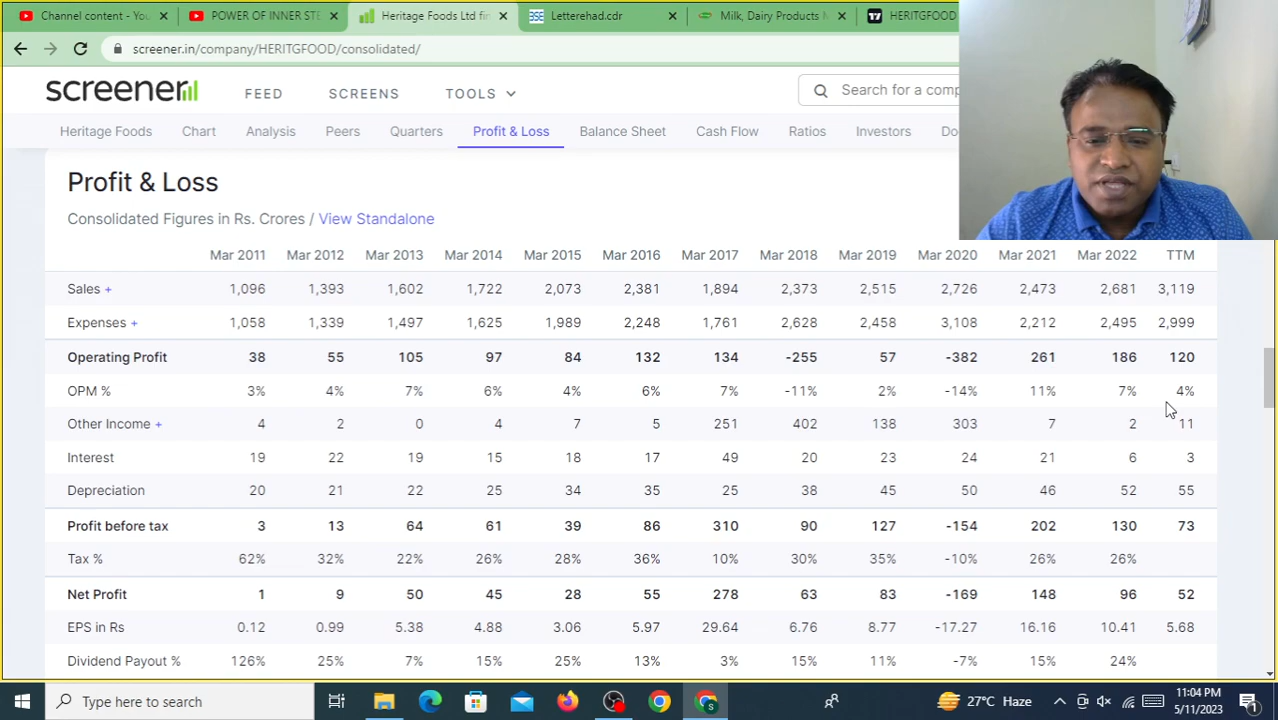 Channel content - You
POWER OF INNER STE
Heritage Foods Ltd fin
BSE Letterehad.cdr
Milk, Dairy Products M
HERITGFOOD
screener.in/company/HERITGFOOD/consolidated/
screener
FEED SCREENS TOOLS
Search for a comp
Heritage Foods Chart Analysis Peers Quarters Profit & Loss Balance Sheet Cash Flow Ratios Investors Do
Profit & Loss
Consolidated Figures in Rs. Crores / View Standalone
Mar 2011 Mar 2012 Mar 2013 Mar 2014 Mar 2015 Mar 2016 Mar 2017 Mar 2018 Mar 2019 Mar 2020 Mar 2021 Mar 2022 TTM
Sales + 1,096 1,393 1,602 1,722 2,073 2,381 1,894 2,373 2,515 2,726 2,473 2,681 3,119
Expenses + 1,058 1,339 1,497 1,625 1,989 2,248 1,761 2,628 2,458 3,108 2,212 2,495 2,999
Operating Profit 38 55 105 97 84 132 134 -255 57 -382 261 186 120
OPM % 3% 4% 7% 6% 4% 6% 7% -11% 2% -14% 11% 7% 4%
Other Income + 4 2 0 4 7 5 251 402 138 303 7 2 11
Interest 19 22 19 15 18 17 49 20 23 24 21 6 3
Depreciation 20 21 22 25 34 35 25 38 45 50 46 52 55
Profit before tax 3 13 64 61 39 86 310 90 127 -154 202 130 73
Tax % 62% 32% 22% 26% 28% 36% 10% 30% 35% -10% 26% 26%
Net Profit 1 9 50 45 28 55 278 63 83 -169 148 96 52
EPS in Rs 0.12 0.99 5.38 4.88 3.06 5.97 29.64 6.76 8.77 -17.27 16.16 10.41 5.68
Dividend Payout % 126% 25% 7% 15% 25% 13% 3% 15% 11% -7% 15% 24%
Type here to search
27°C Haze
11:04 PM
5/11/2023